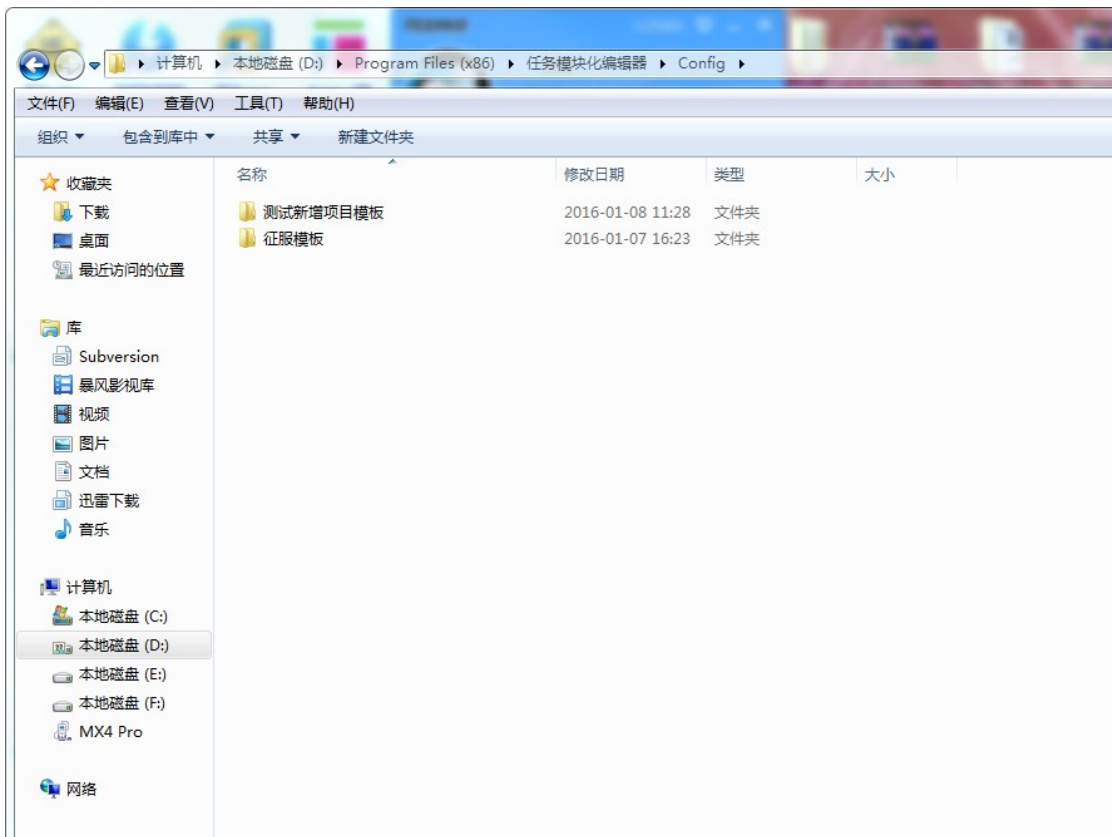 计算机 本地磁盘 (D:) Program Files (x86) 任务模块化编辑器 Config
文件(F) 编辑(E) 查看(V) 工具(T) 帮助(H)
组织 包含到库中 共享 新建文件夹
名称 修改日期 类型 大小
测试新增项目模板 2016-01-08 11:28 文件夹
征服模板 2016-01-07 16:23 文件夹
收藏夹
下载
桌面
最近访问的位置
库
Subversion
暴风影视库
视频
图片
文档
迅雷下载
音乐
计算机
本地磁盘 (C:)
本地磁盘 (D:)
本地磁盘 (E:)
本地磁盘 (F:)
MX4 Pro
网络